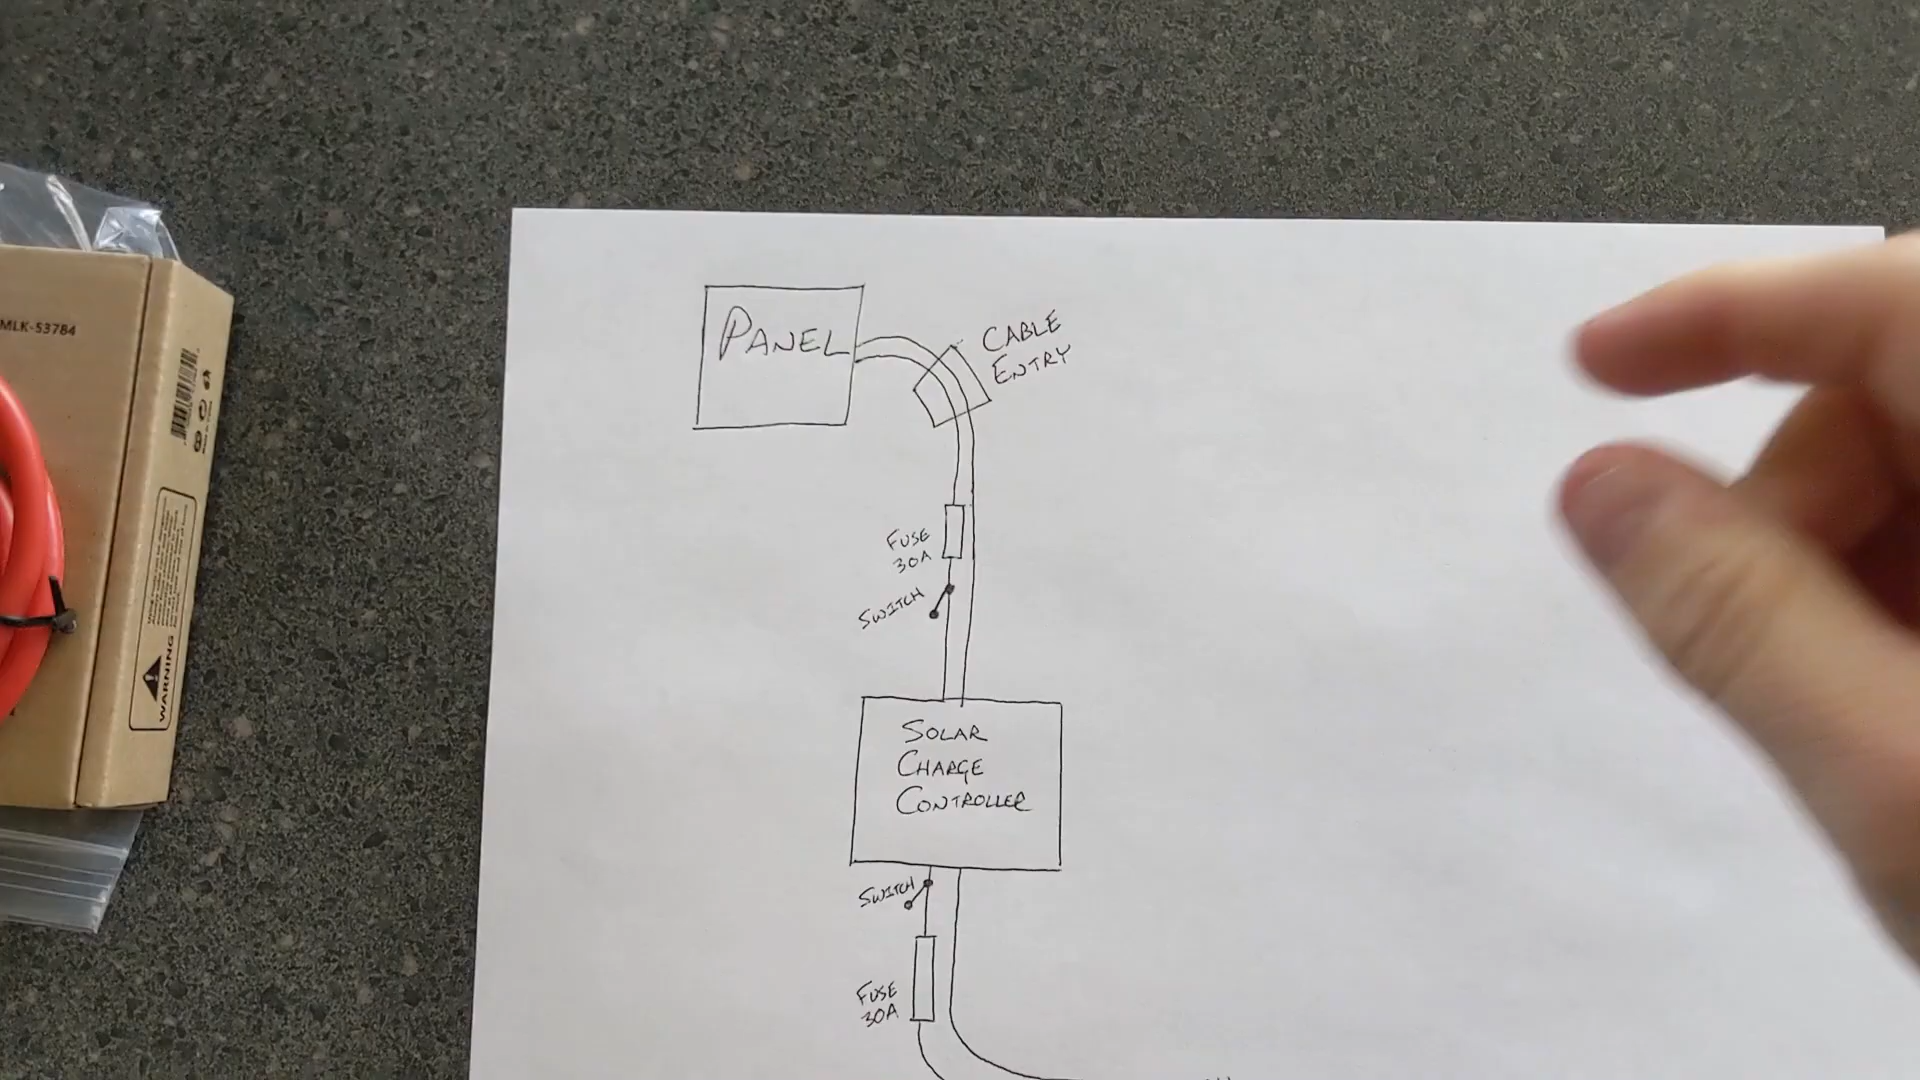 MLK-53784
WARNING
PANEL
CABLE
ENTRY
FUSE
30A
SWITCH
SOLAR
CHARGE
CONTROLLER
SWITCH
FUSE
30A